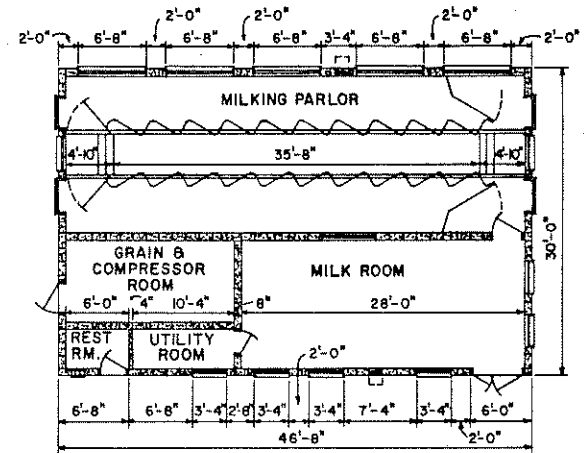 2'-0" 2'-0" 2'-0"
2'-0" 6'-8" 6'-8" 6'-8" 3'-4" 6'-8" 6'-8" 2'-0"
MILKING PARLOR
4'-10" 35'-8" 4'-10"
30'-0"
GRAIN &
COMPRESSOR
ROOM
MILK ROOM
6'-0" 4" 10'-4" 8" 28'-0"
REST
RM.
UTILITY
ROOM
2'-0"
6'-8" 6'-8" 3'-4" 2'-8" 3'-4" 3'-4" 7'-4" 3'-4" 6'-0"
2'-0"
46'-8"